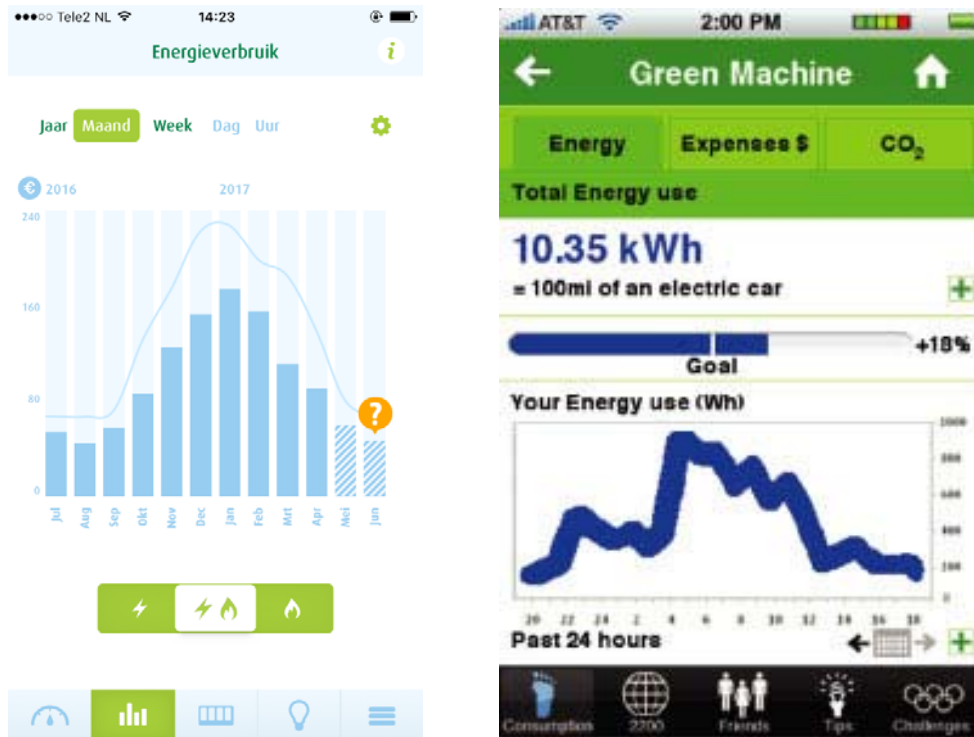 Tele2 NL 14:23
Energieverbruik i
Jaar Maand Week Dag Uur
€ 2016 2017
240
160
80
?
0
Jul Aug Sep Okt Nov Dec Jan Feb Mrt Apr Mei Jun
AT&T 2:00 PM
Green Machine
Energy Expenses $ CO₂
Total Energy use
10.35 kWh
= 100mi of an electric car +
+18%
Goal
Your Energy use (Wh)
1000
20 22 24 2 4 6 8 10 12 14 16 18
Past 24 hours +
Consumption 2200 Friends Tips Challenges